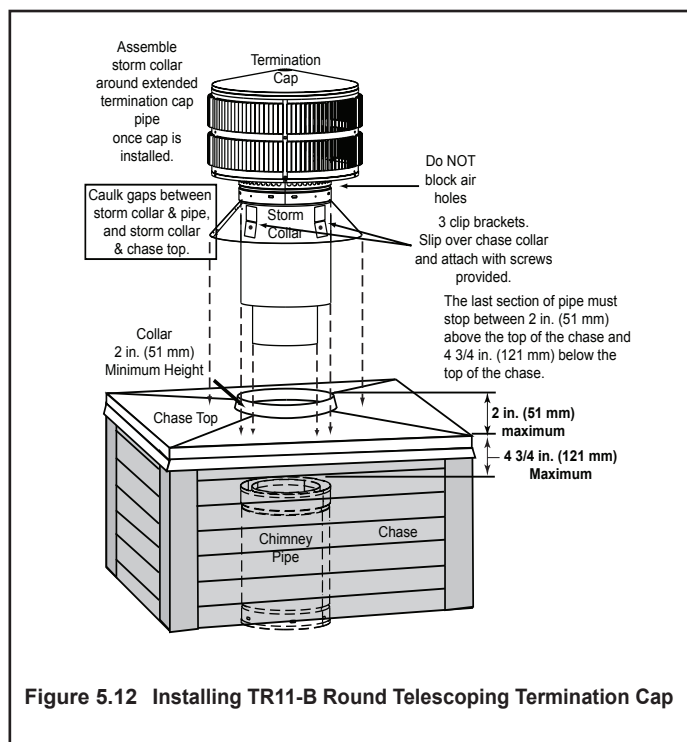 Assemble
storm collar
around extended
termination cap
pipe
once cap is
installed.
Termination
Cap
Do NOT
block air
holes
Caulk gaps between
storm collar & pipe,
and storm collar
& chase top.
Storm
Collar
3 clip brackets.
Slip over chase collar
and attach with screws
provided.
The last section of pipe must
stop between 2 in. (51 mm)
above the top of the chase and
4 3/4 in. (121 mm) below the
top of the chase.
Collar
2 in. (51 mm)
Minimum Height
Chase Top
2 in. (51 mm)
maximum
4 3/4 in. (121 mm)
Maximum
Chimney
Pipe
Chase
Figure 5.12 Installing TR11-B Round Telescoping Termination Cap